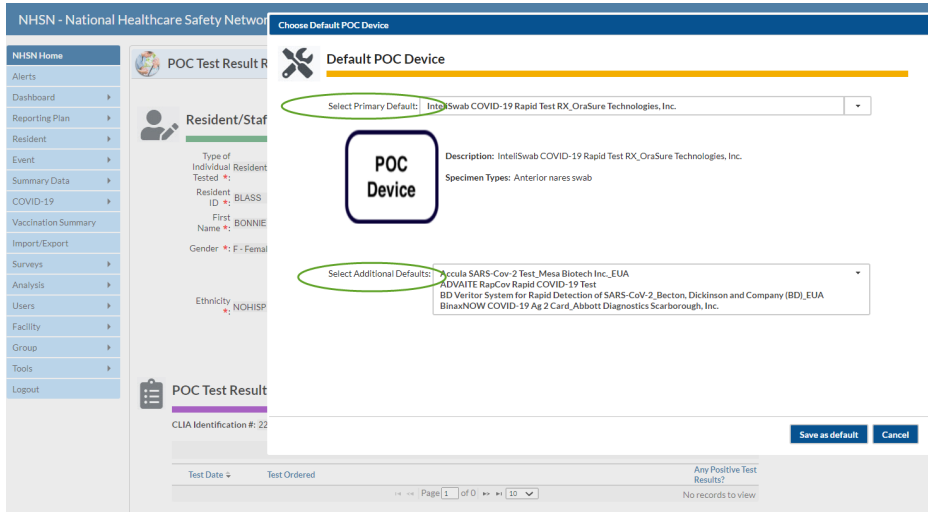 NHSN - National Healthcare Safety Networ
Choose Default POC Device
NHSN Home
Alerts
Dashboard
Reporting Plan
Resident
Event
Summary Data
COVID-19
Vaccination Summary
Import/Export
Surveys
Analysis
Users
Facility
Group
Tools
Logout
POC Test Result R
Resident/Staf
Type of
Individual Resident
Tested *:
Resident
ID *: BLASS
First
Name *: BONNIE
Gender *: F - Femal
Ethnicity
*: NOHISP
POC Test Result
CLIA Identification #: 22
Test Date
Test Ordered
Any Positive Test
Results?
Page 1 of 0 10
No records to view
Default POC Device
Select Primary Default: InteliSwab COVID-19 Rapid Test RX_OraSure Technologies, Inc.
POC
Device
Description: InteliSwab COVID-19 Rapid Test RX_OraSure Technologies, Inc.
Specimen Types: Anterior nares swab
Select Additional Defaults: Accula SARS-Cov-2 Test_Mesa Biotech Inc._EUA
ADVAITE RapCov Rapid COVID-19 Test
BD Veritor System for Rapid Detection of SARS-CoV-2_Becton, Dickinson and Company (BD)_EUA
BinaxNOW COVID-19 Ag 2 Card_Abbott Diagnostics Scarborough, Inc.
Save as default
Cancel